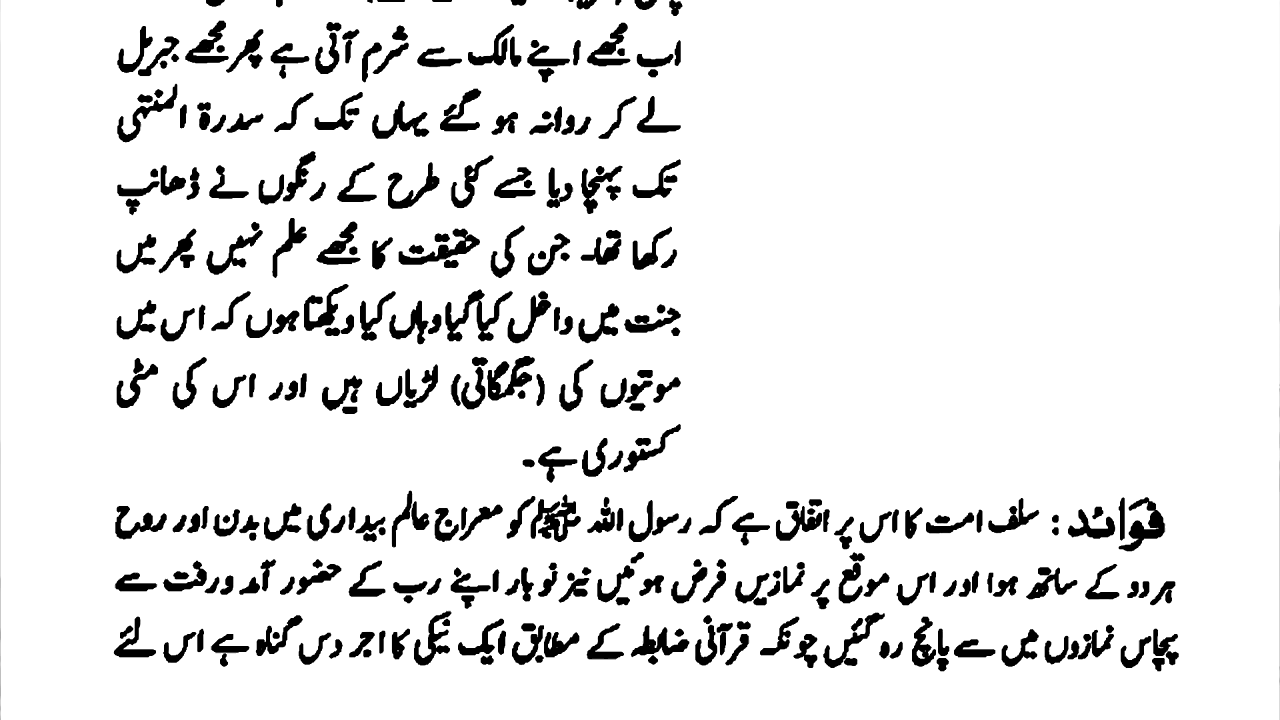 اب مجھے اپنے مالک سے شرم آتی ہے پھر مجھے جبریل
لے کر روانہ ہو گئے یہاں تک کہ سدرۃ المنتہی
تک پہنچا دیا جسے کئی طرح کے رنگوں نے ڈھانپ
رکھا تھا۔ جن کی حقیقت کا مجھے علم نہیں پھر میں
جنت میں داخل کیا گیا وہاں کیا دیکھتا ہوں کہ اس میں
موتیوں کی (جگمگاتی) لڑیاں ہیں اور اس کی مٹی
کستوری ہے۔
فوائد: سلف امت کا اس پر اتفاق ہے کہ رسول اللہ ﷺ کو معراج عالم بیداری میں بدن اور روح
ہر دو کے ساتھ ہوا اور اس موقع پر نمازیں فرض ہوئیں نیز نو بار اپنے رب کے حضور آمد ورفت سے
پچاس نمازوں میں سے پانچ رہ گئیں چونکہ قرآنی ضابطہ کے مطابق ایک نیکی کا اجر دس گناہ ہے اس لئے